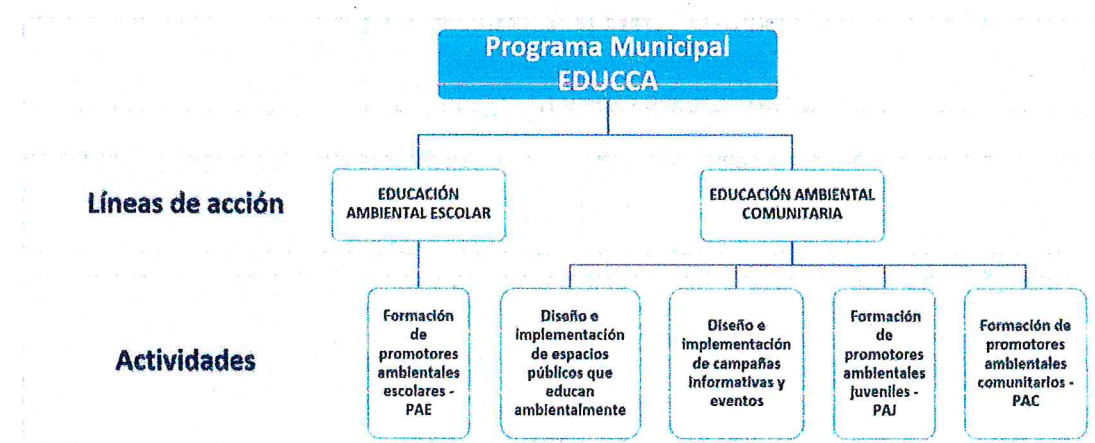 Programa Municipal
EDUCCA
Líneas de acción
EDUCACIÓN
AMBIENTAL ESCOLAR
EDUCACIÓN AMBIENTAL
COMUNITARIA
Actividades
Formación
de
promotores
ambientales
escolares -
PAE
Diseño e
implementación
de espacios
públicos que
educan
ambientalmente
Diseño e
implementación
de campañas
informativas y
eventos
Formación
de
promotores
ambientales
juveniles -
PAJ
Formación de
promotores
ambientales
comunitarios -
PAC